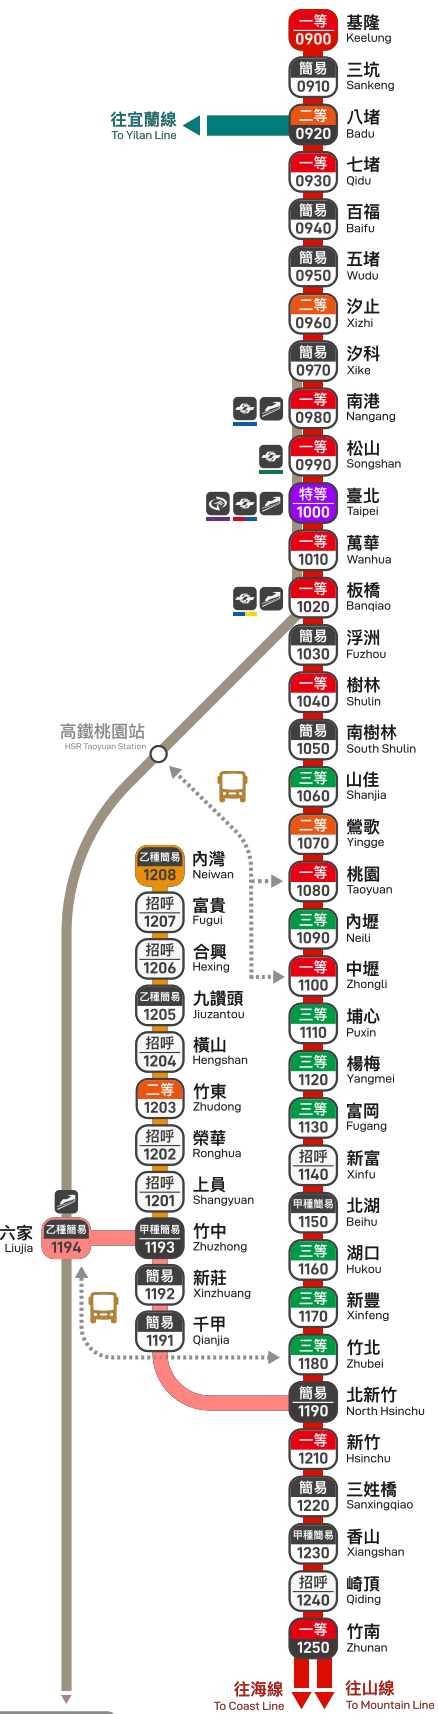 一等
0900
基隆
Keelung
簡易
0910
三坑
Sankeng
往宜蘭線
To Yilan Line
二等
0920
八堵
Badu
一等
0930
七堵
Qidu
簡易
0940
百福
Baifu
簡易
0950
五堵
Wudu
二等
0960
汐止
Xizhi
簡易
0970
汐科
Xike
一等
0980
南港
Nangang
一等
0990
松山
Songshan
特等
1000
臺北
Taipei
一等
1010
萬華
Wanhua
一等
1020
板橋
Banqiao
簡易
1030
浮洲
Fuzhou
一等
1040
樹林
Shulin
簡易
1050
南樹林
South Shulin
高鐵桃園站
HSR Taoyuan Station
三等
1060
山佳
Shanjia
二等
1070
鶯歌
Yingge
一等
1080
桃園
Taoyuan
三等
1090
內壢
Neili
一等
1100
中壢
Zhongli
三等
1110
埔心
Puxin
三等
1120
楊梅
Yangmei
三等
1130
富岡
Fugang
招呼
1140
新富
Xinfu
甲種簡易
1150
北湖
Beihu
三等
1160
湖口
Hukou
三等
1170
新豐
Xinfeng
三等
1180
竹北
Zhubei
簡易
1190
北新竹
North Hsinchu
一等
1210
新竹
Hsinchu
簡易
1220
三姓橋
Sanxingqiao
甲種簡易
1230
香山
Xiangshan
招呼
1240
崎頂
Qiding
一等
1250
竹南
Zhunan
乙種簡易
1208
內灣
Neiwan
招呼
1207
富貴
Fugui
招呼
1206
合興
Hexing
乙種簡易
1205
九讚頭
Jiuzantou
招呼
1204
橫山
Hengshan
二等
1203
竹東
Zhudong
招呼
1202
榮華
Ronghua
招呼
1201
上員
Shangyuan
六家
Liujia
乙種簡易
1194
甲種簡易
1193
竹中
Zhuzhong
簡易
1192
新莊
Xinzhuang
簡易
1191
千甲
Qianjia
往海線
To Coast Line
往山線
To Mountain Line